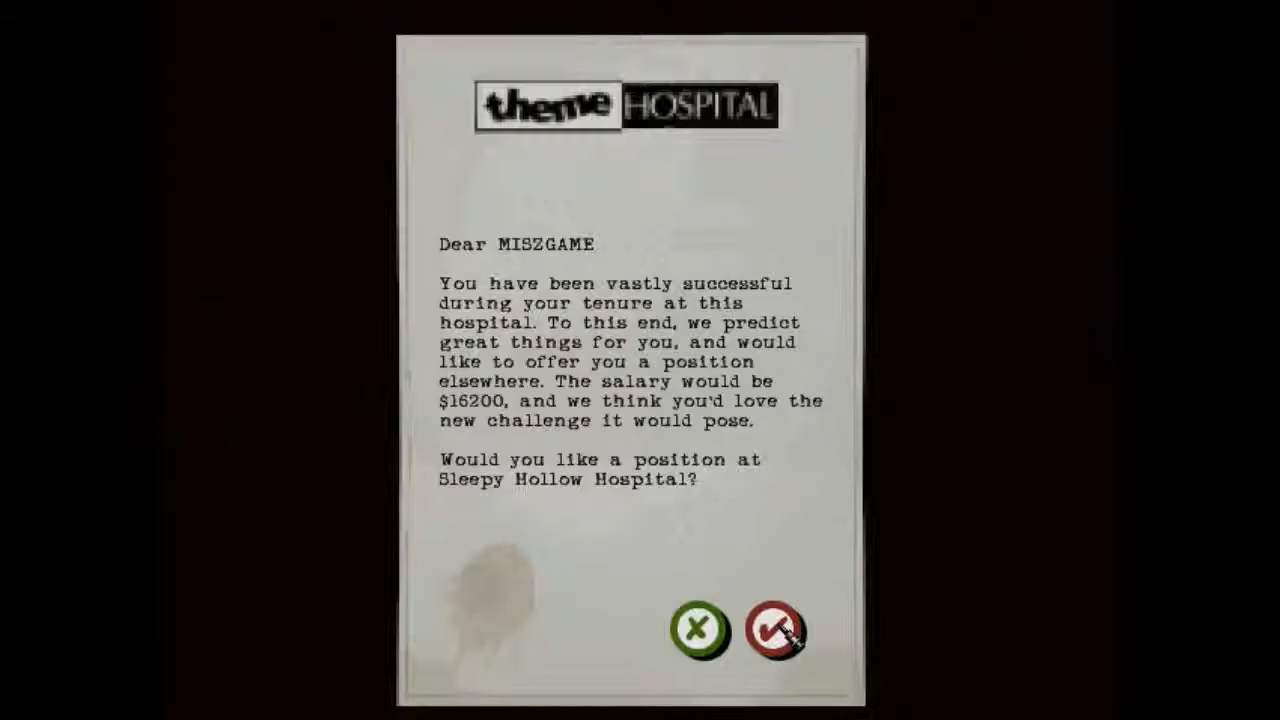 theme HOSPITAL
Dear MISZGAME
You have been vastly successful
during your tenure at this
hospital. To this end, we predict
great things for you, and would
like to offer you a position
elsewhere. The salary would be
$16200, and we think you'd love the
new challenge it would pose.
Would you like a position at
Sleepy Hollow Hospital?